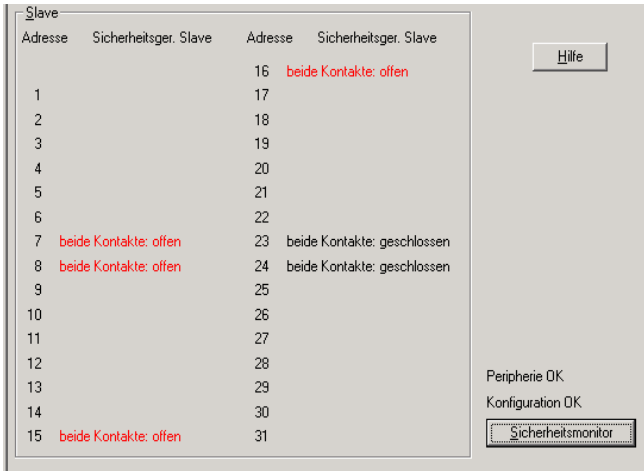 Slave
Adresse Sicherheitsger. Slave Adresse Sicherheitsger. Slave
Hilfe
16 beide Kontakte: offen
1 17
2 18
3 19
4 20
5 21
6 22
7 beide Kontakte: offen 23 beide Kontakte: geschlossen
8 beide Kontakte: offen 24 beide Kontakte: geschlossen
9 25
10 26
11 27
12 28
13 29
14 30
15 beide Kontakte: offen 31
Peripherie OK
Konfiguration OK
Sicherheitsmonitor